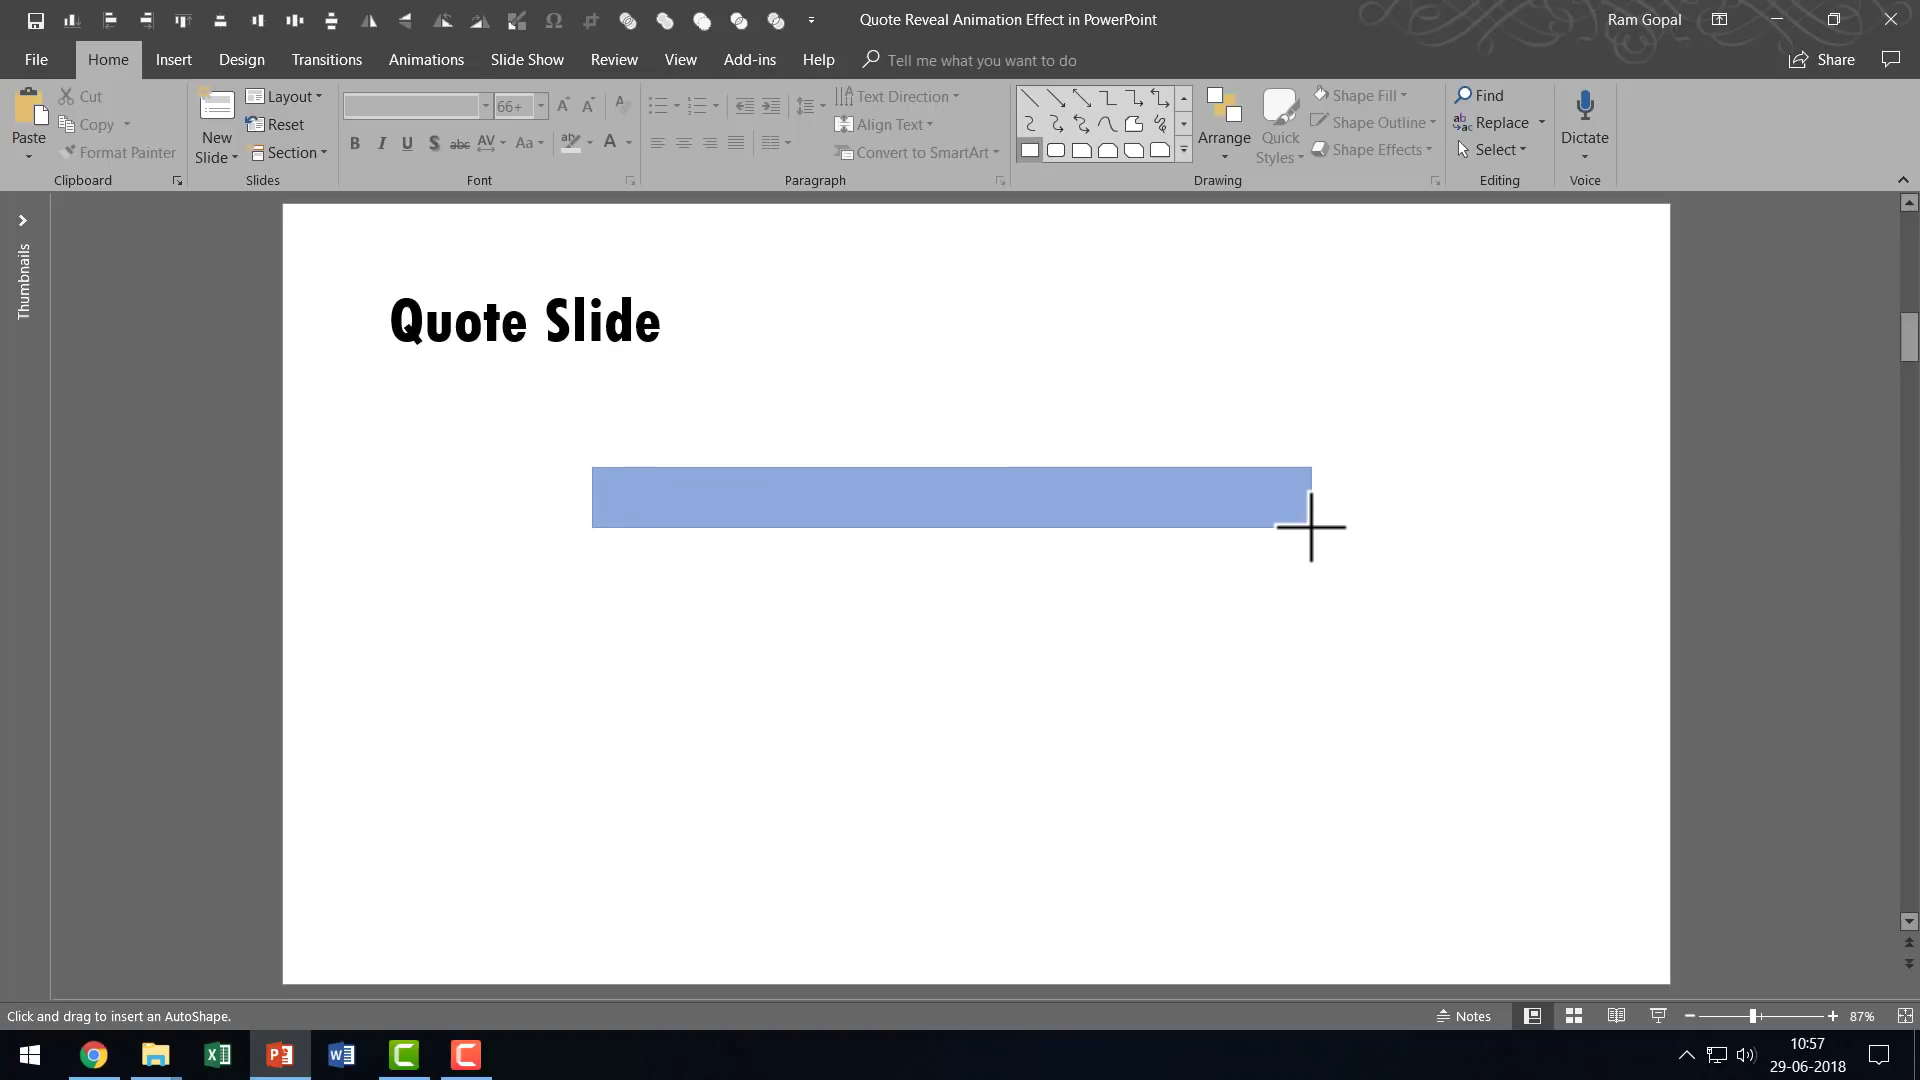 Quote Reveal Animation Effect in PowerPoint
Ram Gopal
File Home Insert Design Transitions Animations Slide Show Review View Add-ins Help Tell me what you want to do Share
Paste
Cut
Copy
Format Painter
Clipboard
New Slide
Layout
Reset
Section
Slides
66+
B I U S abc AV Aa A
Font
Text Direction
Align Text
Convert to SmartArt
Paragraph
Arrange
Quick Styles
Shape Fill
Shape Outline
Shape Effects
Drawing
Find
Replace
Select
Editing
Dictate
Voice
Thumbnails
Quote Slide
Click and drag to insert an AutoShape.
Notes
87%
10:57
29-06-2018